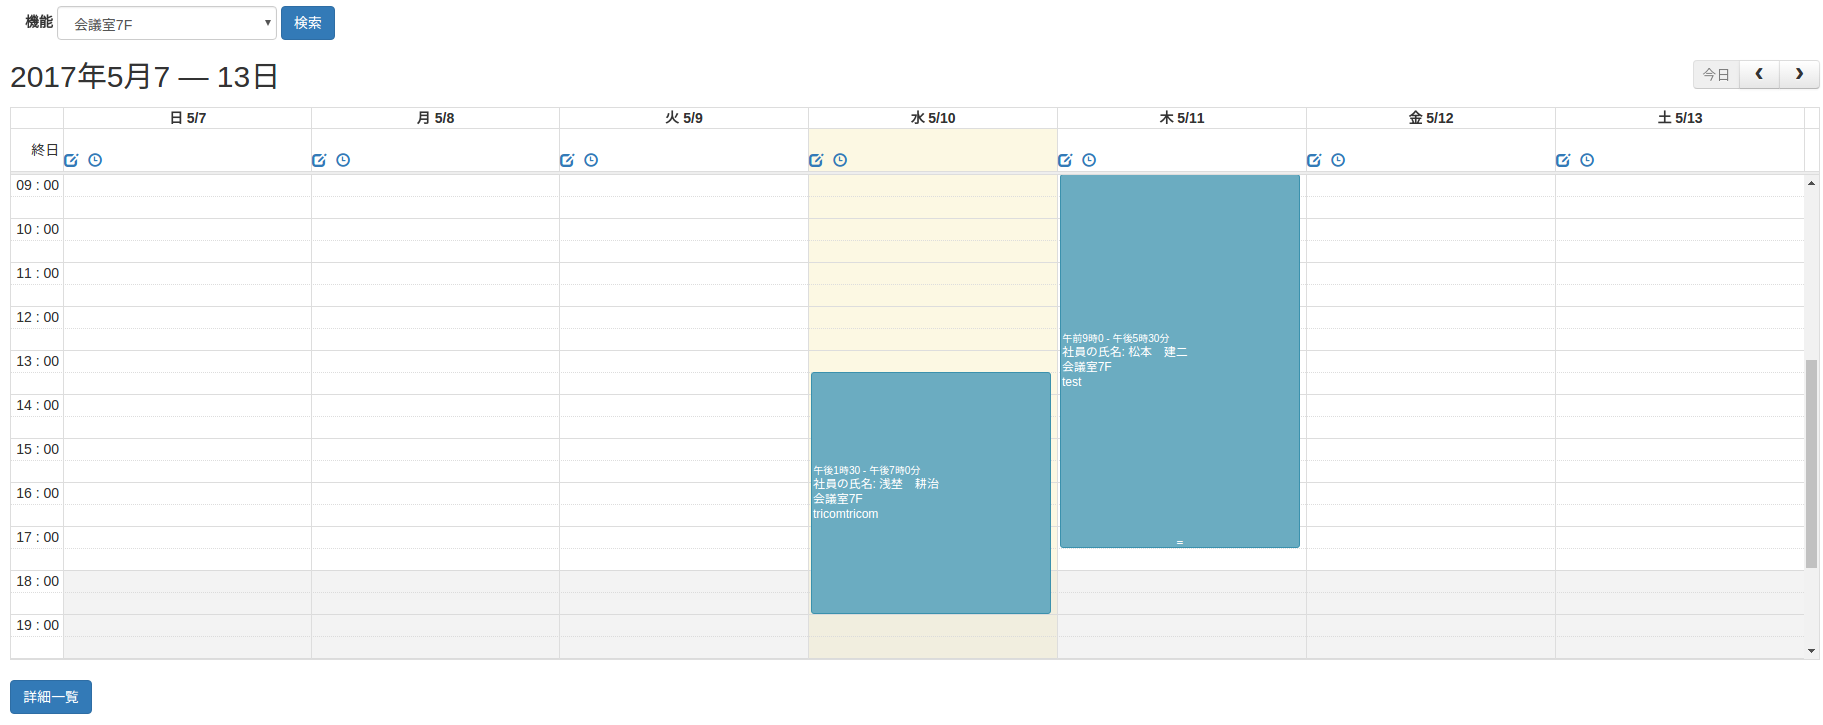 機能 会議室7F 検索
2017年5月7 — 13日 今日
日 5/7 月 5/8 火 5/9 水 5/10 木 5/11 金 5/12 土 5/13
終日
09 : 00
10 : 00
11 : 00
12 : 00
13 : 00
14 : 00
15 : 00
16 : 00
17 : 00
18 : 00
19 : 00
午後1時30 - 午後7時0分
社員の氏名: 浅埜　耕治
会議室7F
tricomtricom
午前9時0 - 午後5時30分
社員の氏名: 松本　建二
会議室7F
test
詳細一覧